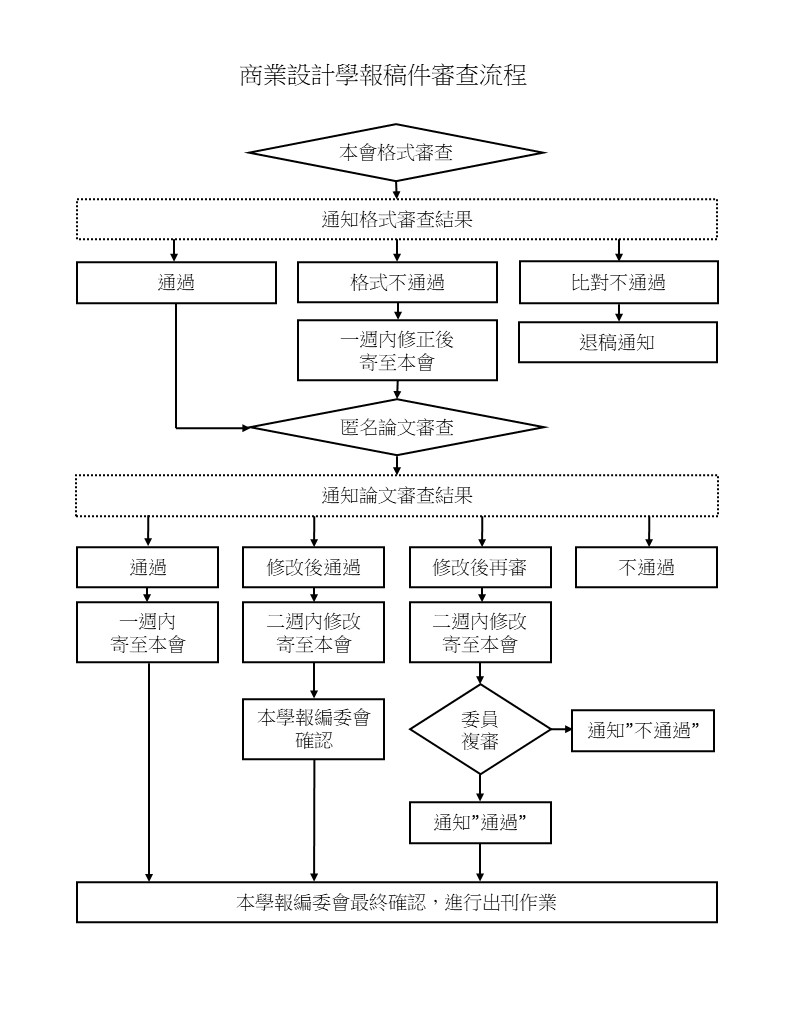 商業設計學報稿件審查流程
本會格式審查
通知格式審查結果
通過
格式不通過
比對不通過
一週內修正後
寄至本會
退稿通知
匿名論文審查
通知論文審查結果
通過
修改後通過
修改後再審
不通過
一週內
寄至本會
二週內修改
寄至本會
二週內修改
寄至本會
本學報編委會
確認
委員
複審
通知”不通過”
通知”通過”
本學報編委會最終確認，進行出刊作業